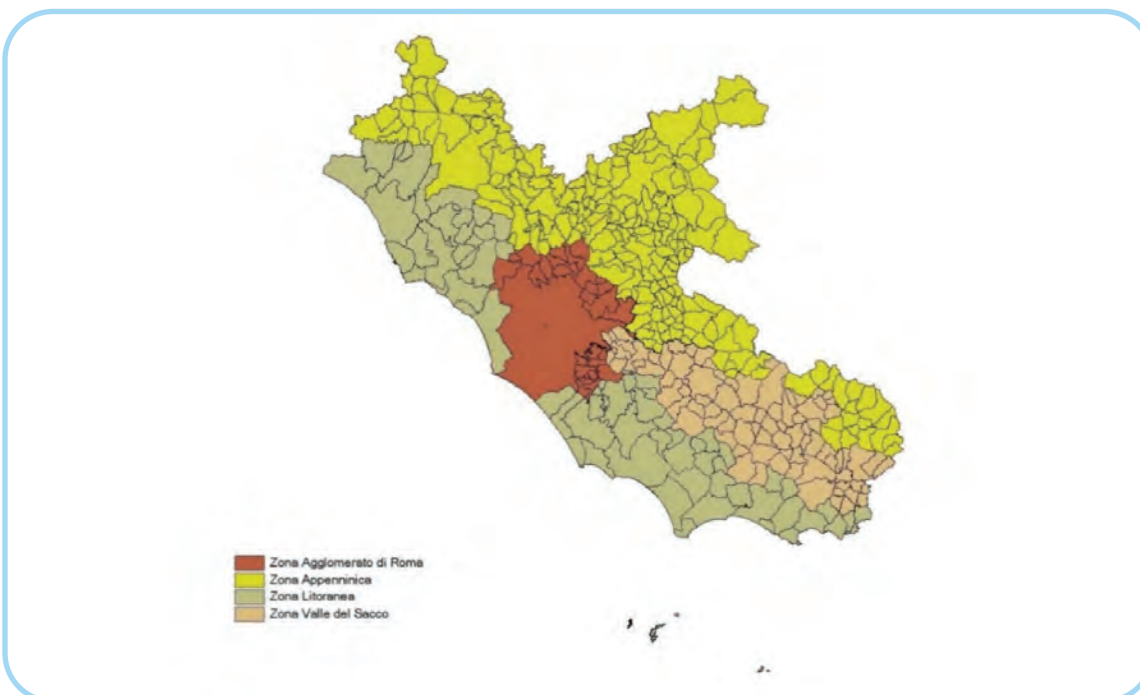 Zona Agglomerato di Roma
Zona Appenninica
Zona Litoranea
Zona Valle del Sacco